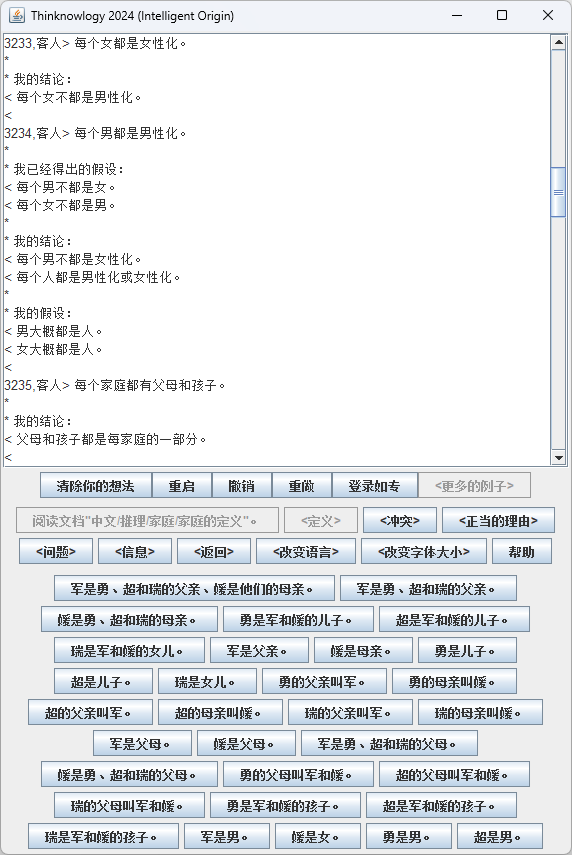 Thinknowlogy 2024 (Intelligent Origin)
3233,客人> 每个女都是女性化。
*
* 我的结论：
< 每个女不都是男性化。
<
3234,客人> 每个男都是男性化。
*
* 我已经得出的假设：
< 每个男不都是女。
< 每个女不都是男。
*
* 我的结论：
< 每个男不都是女性化。
< 每个人都是男性化或女性化。
*
* 我的假设：
< 男大概都是人。
< 女大概都是人。
<
3235,客人> 每个家庭都有父母和孩子。
*
* 我的结论：
< 父母和孩子都是每家庭的一部分。
<
清除你的想法 重启 撤销 重做 登录如专 <更多的例子>
阅读文档"中文/推理/家庭/家庭的定义"。 <定义> <冲突> <正当的理由>
<问题> <信息> <返回> <改变语言> <改变字体大小> 帮助
军是勇、超和瑞的父亲、媛是他们的母亲。 军是勇、超和瑞的父亲。
媛是勇、超和瑞的母亲。 勇是军和媛的儿子。 超是军和媛的儿子。
瑞是军和媛的女儿。 军是父亲。 媛是母亲。 勇是儿子。
超是儿子。 瑞是女儿。 勇的父亲叫军。 勇的母亲叫媛。
超的父亲叫军。 超的母亲叫媛。 瑞的父亲叫军。 瑞的母亲叫媛。
军是父母。 媛是父母。 军是勇、超和瑞的父母。
媛是勇、超和瑞的父母。 勇的父母叫军和媛。 超的父母叫军和媛。
瑞的父母叫军和媛。 勇是军和媛的孩子。 超是军和媛的孩子。
瑞是军和媛的孩子。 军是男。 媛是女。 勇是男。 超是男。